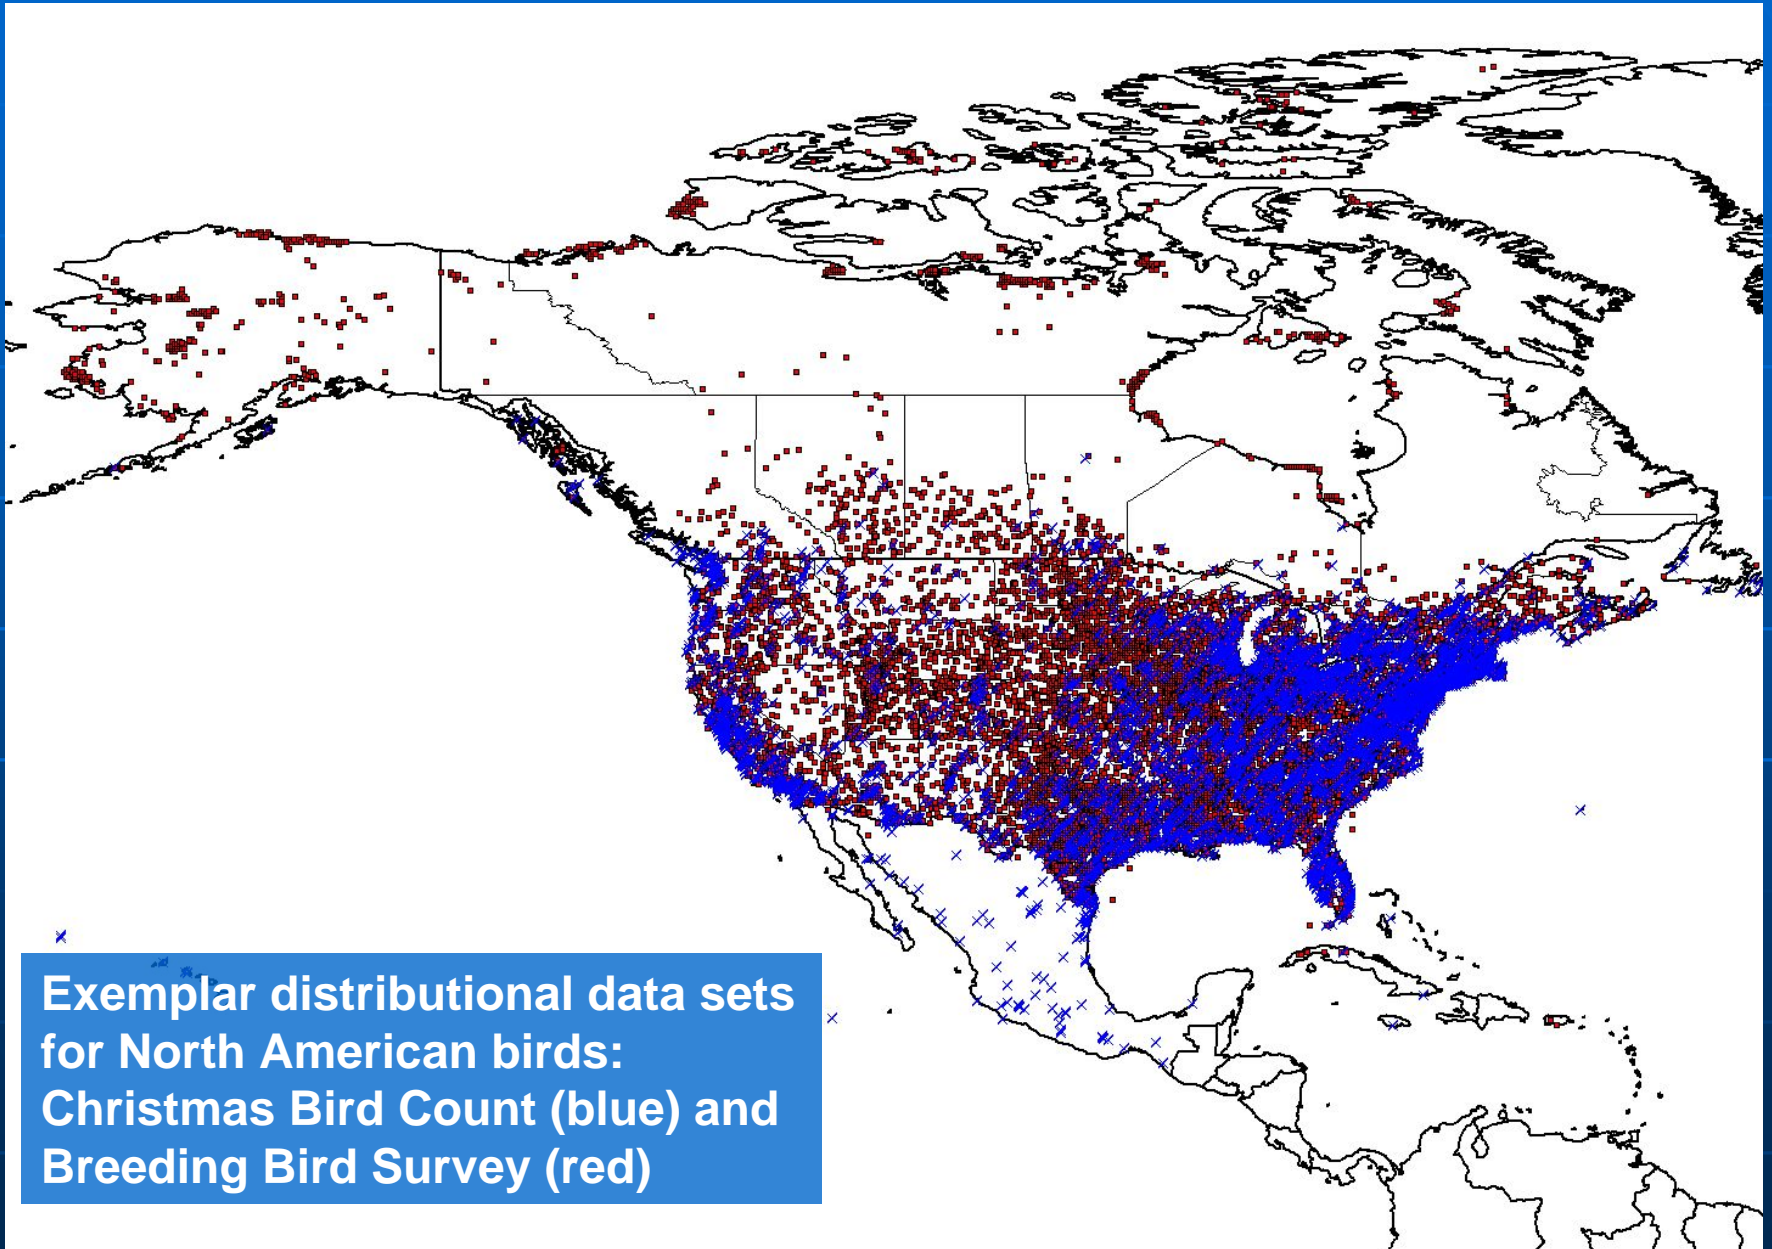 Exemplar distributional data sets
for North American birds:
Christmas Bird Count (blue) and
Breeding Bird Survey (red)